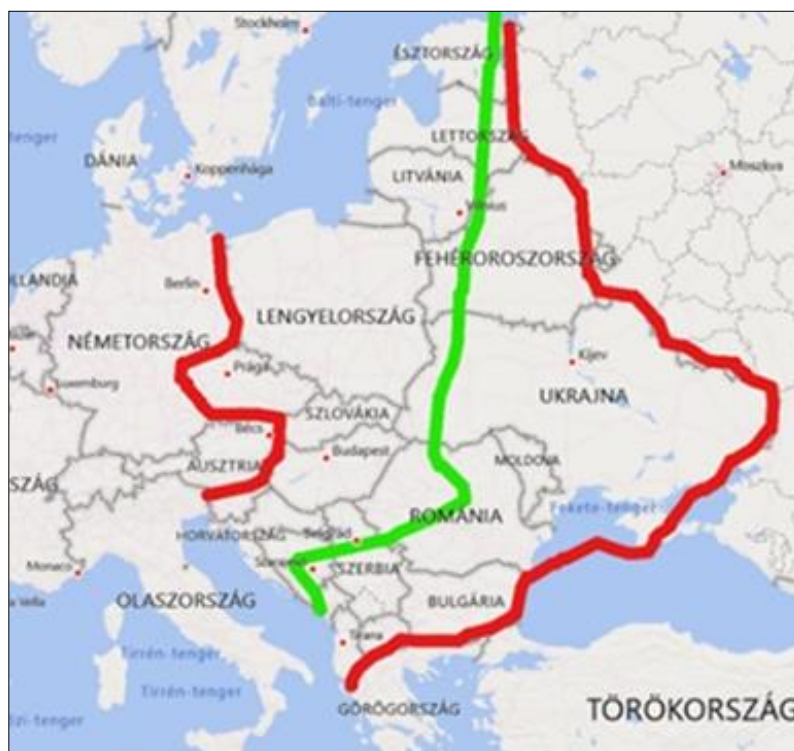 Stockholm
ÉSZTORSZÁG
Balti-tenger
tenger
LETTORSZÁG
DÁNIA
Koppenhága
Moszkva
LITVÁNIA
Vilnius
FEHÉROROSZORSZÁG
HOLLANDIA
Berlin
LENGYELORSZÁG
NÉMETORSZÁG
Prága
Kijev
Luxemburg
UKRAJNA
SZLOVÁKIA
Bécs
Budapest
MOLDOVA
AUSZTRIA
SZÁG
Fekete-tenger
ROMÁNIA
HORVÁTORSZÁG
Belgrád
Monaco
SZERBIA
OLASZORSZÁG
BULGÁRIA
Tirana
Tirrén-tenger
Tirrén-tenger
GÖRÖGORSZÁG
TÖRÖKORSZÁG